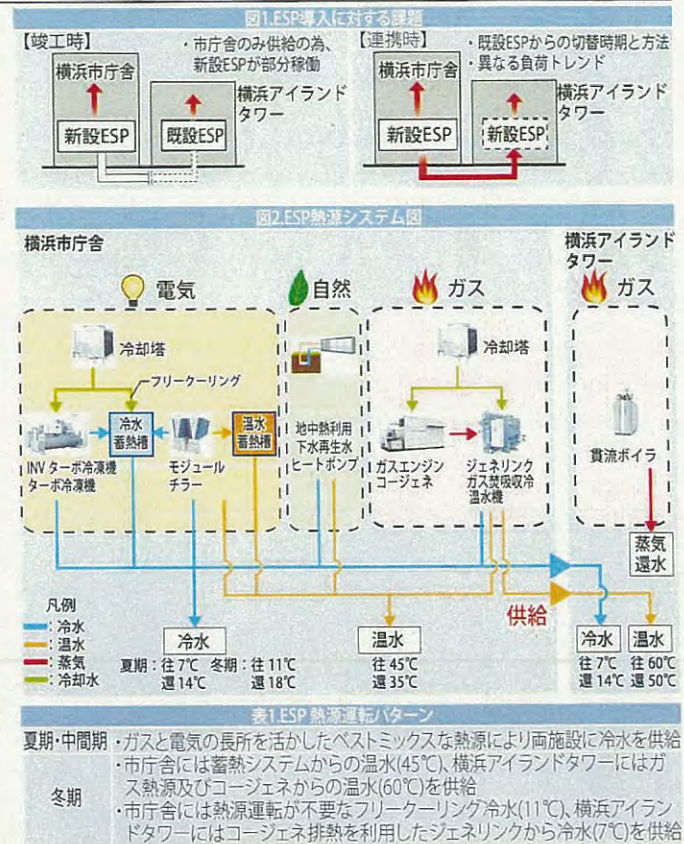 図1.ESP導入に対する課題
【竣工時】
・市庁舎のみ供給の為、
新設ESPが部分稼働
横浜市庁舎
横浜アイランド
タワー
新設ESP
既設ESP
【連携時】
・既設ESPからの切替時期と方法
・異なる負荷トレンド
横浜市庁舎
横浜アイランド
タワー
新設ESP
新設ESP
図2.ESP熱源システム図
横浜市庁舎
横浜アイランド
タワー
電気
自然
ガス
ガス
冷却塔
フリークーリング
冷水
蓄熱槽
温水
蓄熱槽
INV ターボ冷凍機
ターボ冷凍機
モジュール
チラー
地中熱利用
下水再生水
ヒートポンプ
冷却塔
ガスエンジン
コージェネ
ジェネリンク
ガス焚吸収冷
温水機
貫流ボイラ
蒸気
還水
凡例
：冷水
：温水
：蒸気
：冷却水
供給
冷水
夏期：往 7℃ 冬期：往 11℃
還 14℃ 還 18℃
温水
往 45℃
還 35℃
冷水
往 7℃
還 14℃
温水
往 60℃
還 50℃
表1.ESP 熱源運転パターン
夏期・中間期 ・ガスと電気の長所を活かしたベストミックスな熱源により両施設に冷水を供給
冬期
・市庁舎には蓄熱システムからの温水(45℃)、横浜アイランドタワーにはガ
ス熱源及びコージェネからの温水(60℃)を供給
・市庁舎には熱源運転が不要なフリークーリング冷水(11℃)、横浜アイラン
ドタワーにはコージェネ排熱を利用したジェネリンクから冷水(7℃)を供給